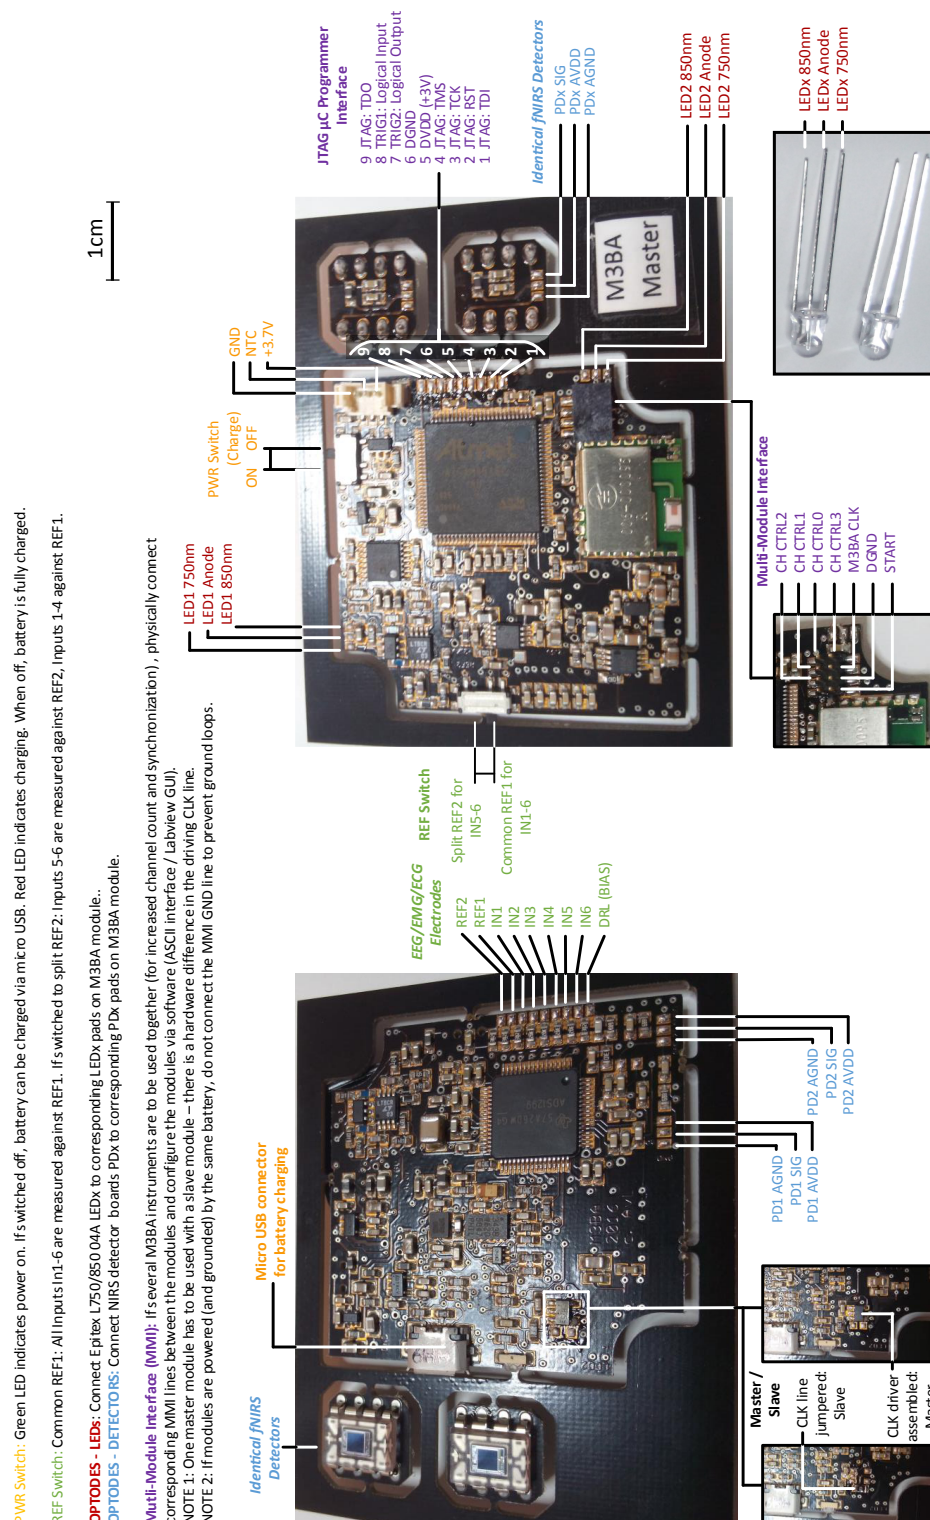 PWR Switch: Green LED indicates power on. If switched off, battery can be charged via micro USB. Red LED indicates charging. When off, battery is fully charged.
REF Switch: Common REF1: All Inputs In1-6 are measured against REF1. If switched to split REF2: Inputs 5-6 are measured against REF2, Inputs 1-4 against REF1.
OPTODES - LEDs: Connect Epitex L750/850 04A LEDx to corresponding LEDx pads on M3BA module..
OPTODES - DETECTORS: Connect NIRS detector boards PDx to corresponding PDx pads on M3BA module.
Mutli-Module Interface (MMI): If several M3BA instruments are to be used together (for increased channel count and synchronization), physically connect
corresponding MMI lines between the modules and configure the modules via software (ASCII interface / Labview GUI).
NOTE 1: One master module has to be used with a slave module – there is a hardware difference in the driving CLK line.
NOTE 2: If modules are powered (and grounded) by the same battery, do not connect the MMI GND line to prevent ground loops.
1cm
Identical fNIRS
Detectors
Micro USB connector
for battery charging
EEG/EMG/ECG
Electrodes
REF2
REF1
IN1
IN2
IN3
IN4
IN5
IN6
DRL (BIAS)
ADS1299
PD1 AGND
PD1 SIG
PD1 AVDD
PD2 AGND
PD2 SIG
PD2 AVDD
Master /
Slave
CLK line
jumpered:
Slave
CLK driver
assembled:
Master
REF Switch
Split REF2 for
IN5-6
Common REF1 for
IN1-6
LED1 750nm
LED1 Anode
LED1 850nm
PWR Switch
(Charge)
ON OFF
GND
NTC
+3.7V
JTAG µC Programmer
Interface
9 JTAG: TDO
8 TRIG1: Logical Input
7 TRIG2: Logical Output
6 DGND
5 DVDD (+3V)
4 JTAG: TMS
3 JTAG: TCK
2 JTAG: RST
1 JTAG: TDI
9
8
7
6
5
4
3
2
1
Atmel
M3BA
Master
Identical fNIRS Detectors
PDx SIG
PDx AVDD
PDx AGND
LED2 850nm
LED2 Anode
LED2 750nm
Multi-Module Interface
CH CTRL2
CH CTRL1
CH CTRL0
CH CTRL3
M3BA CLK
DGND
START
LEDx 850nm
LEDx Anode
LEDx 750nm